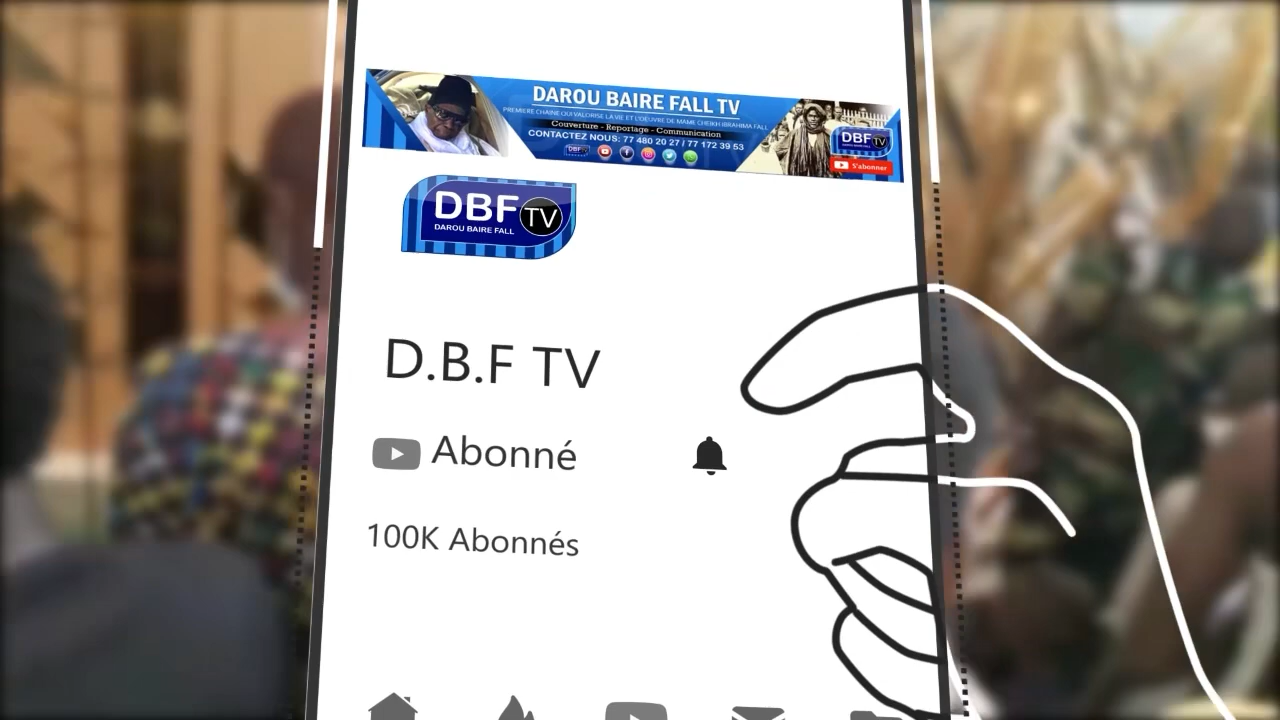 DAROU BAIRE FALL TV
PREMIERE CHAINE QUI VALORISE LA VIE ET L'OEUVRE DE MAME CHEIKH IBRAHIMA FALL
Couverture - Reportage - Communication
CONTACTEZ NOUS: 77 480 20 27 / 77 172 39 53
DBF TV
DBF TV
S'abonner
DBF TV
DAROU BAIRE FALL
D.B.F TV
Abonné
100K Abonnés